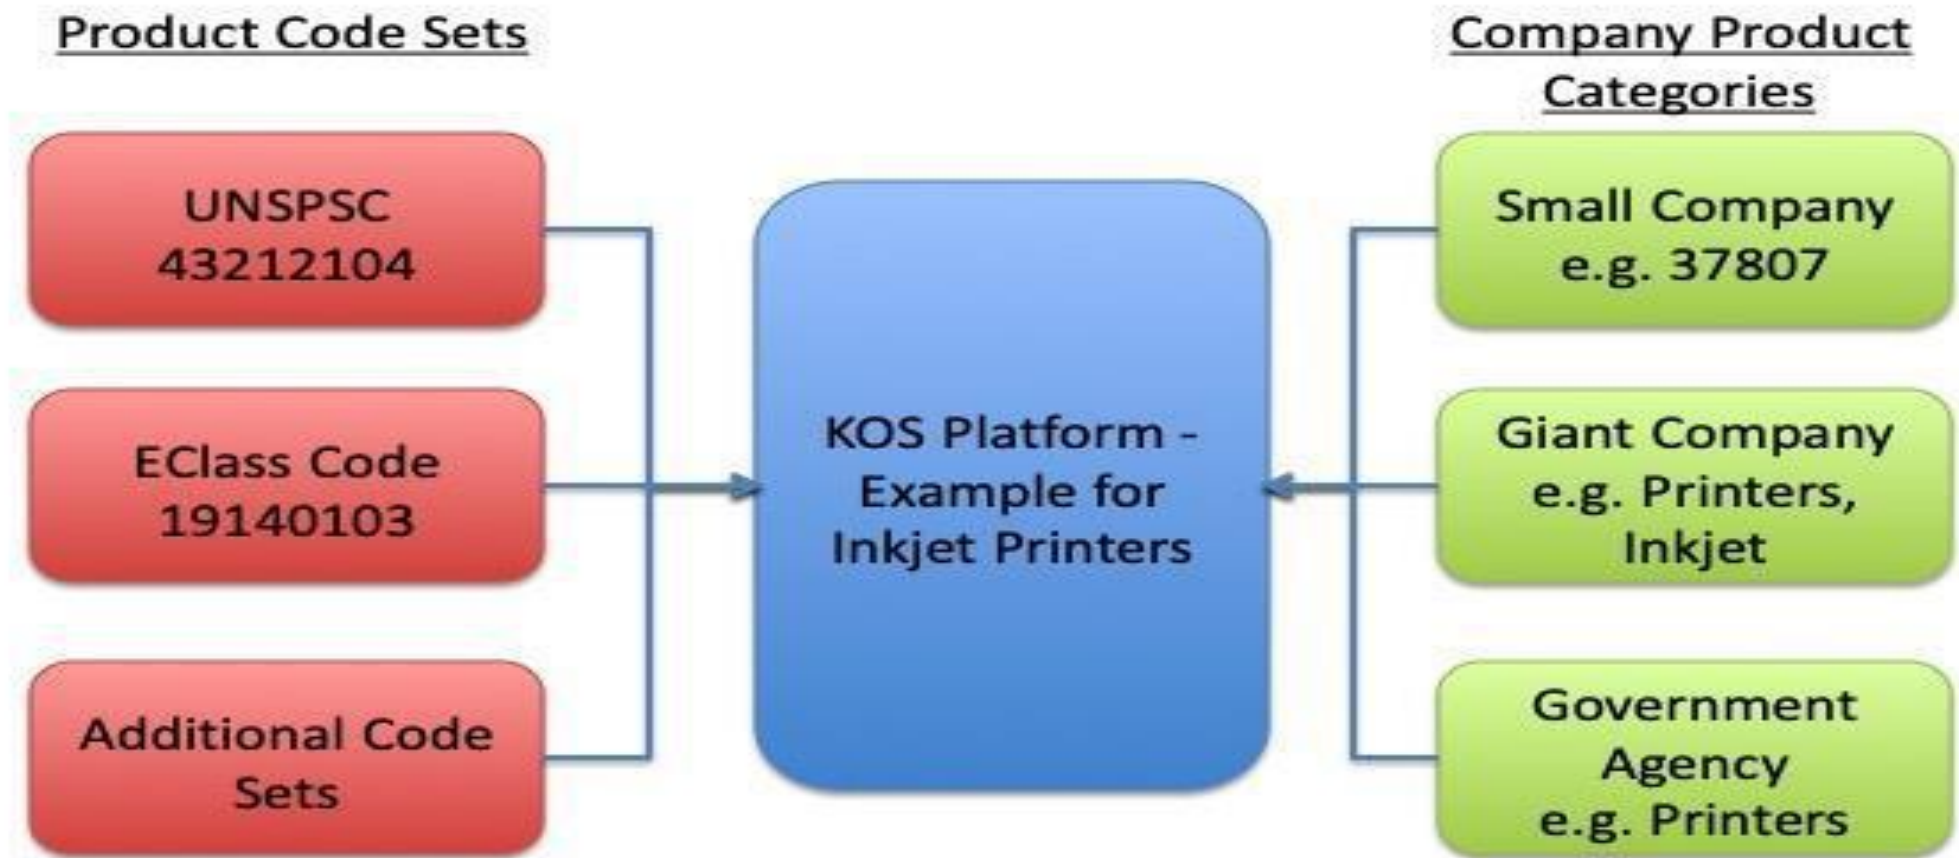 Product Code Sets
UNSPSC
43212104
EClass Code
19140103
Additional Code
Sets
KOS Platform -
Example for
Inkjet Printers
Company Product
Categories
Small Company
e.g. 37807
Giant Company
e.g. Printers,
Inkjet
Government
Agency
e.g. Printers